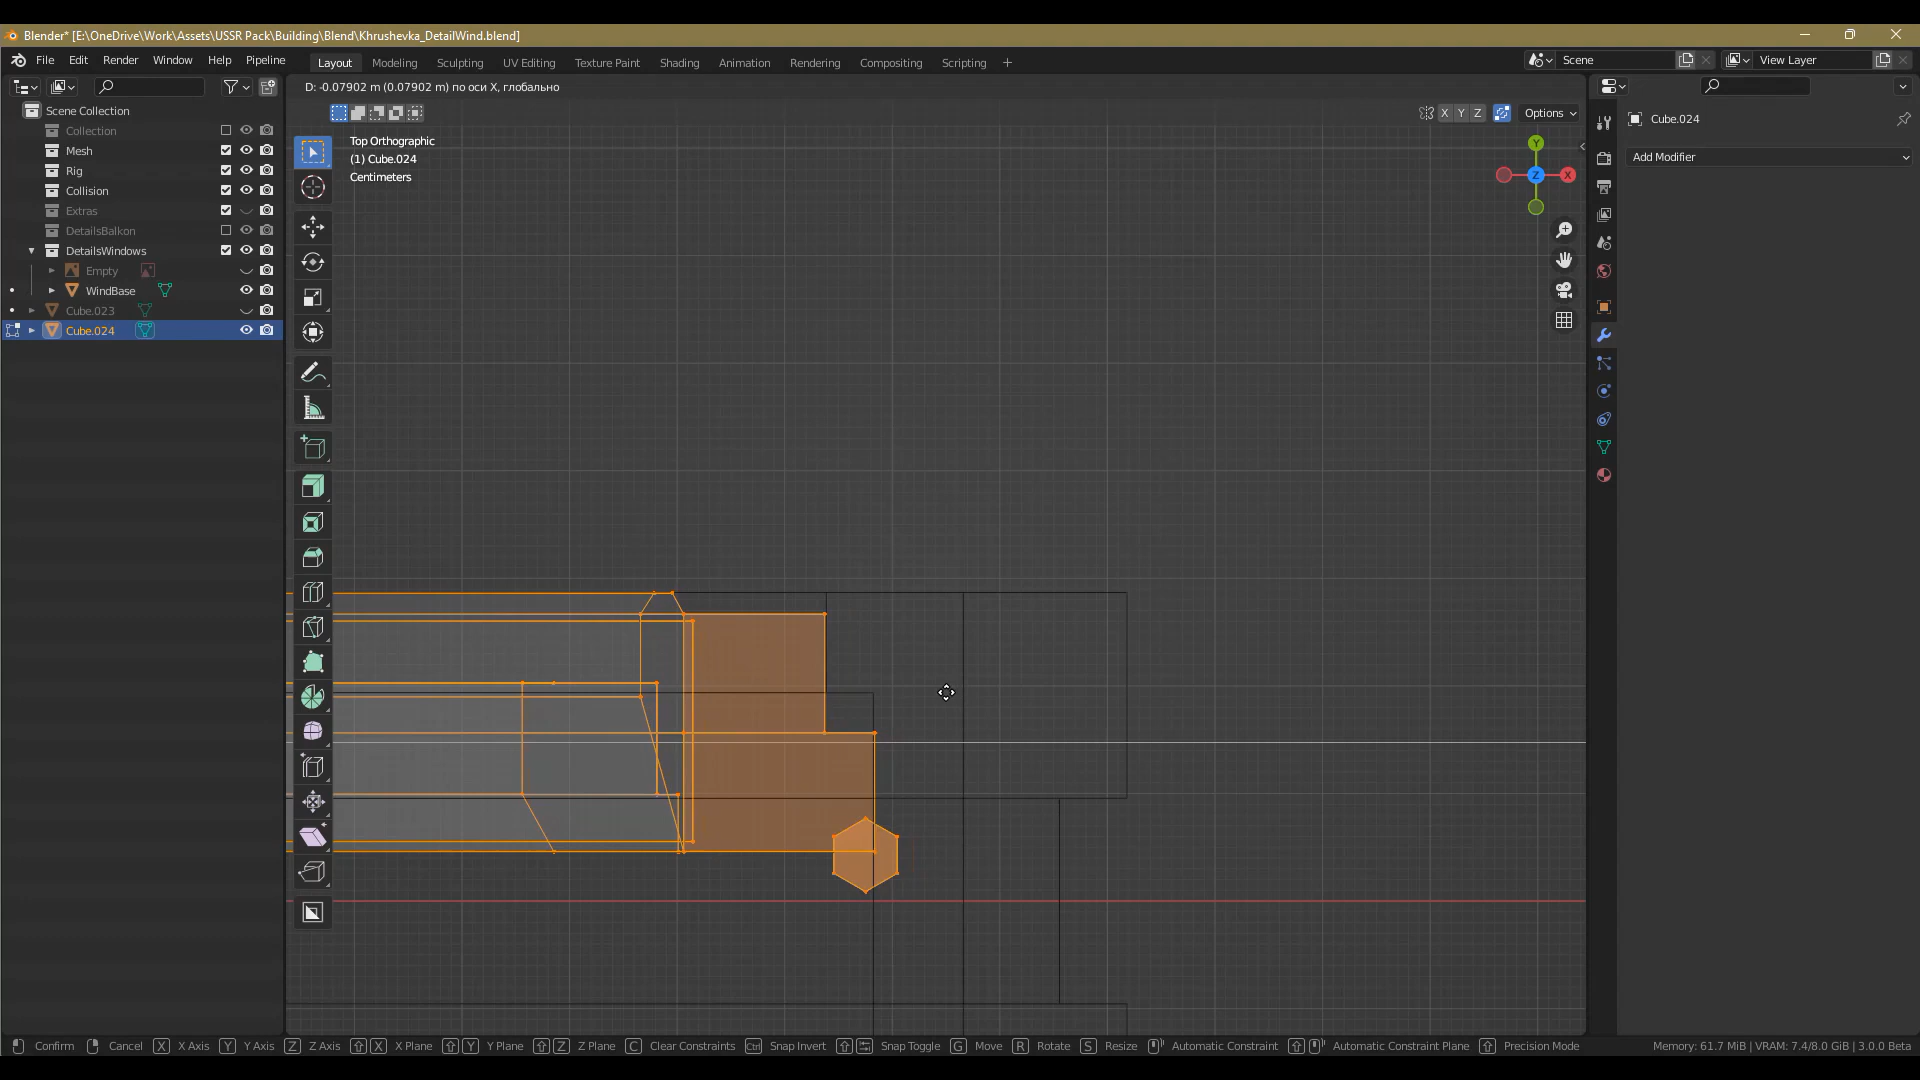 Blender* [E:\OneDrive\Work\Assets\USSR Pack\Building\Blend\Khrushevka_DetailWind.blend]
File Edit Render Window Help Pipeline Layout Modeling Sculpting UV Editing Texture Paint Shading Animation Rendering Compositing Scripting + Scene View Layer
D: -0.07902 m (0.07902 m) по оси X, глобально
X Y Z Options
Scene Collection
Collection
Mesh
Rig
Collision
Extras
DetailsBalkon
DetailsWindows
Empty
WindBase
Cube.023
Cube.024
Top Orthographic
(1) Cube.024
Centimeters
Y
Z
X
Cube.024
Add Modifier
Confirm Cancel X X Axis Y Y Axis Z Z Axis X X Plane Y Y Plane Z Z Plane C Clear Constraints Ctrl Snap Invert Snap Toggle G Move R Rotate S Resize Automatic Constraint Automatic Constraint Plane Precision Mode Memory: 61.7 MiB | VRAM: 7.4/8.0 GiB | 3.0.0 Beta